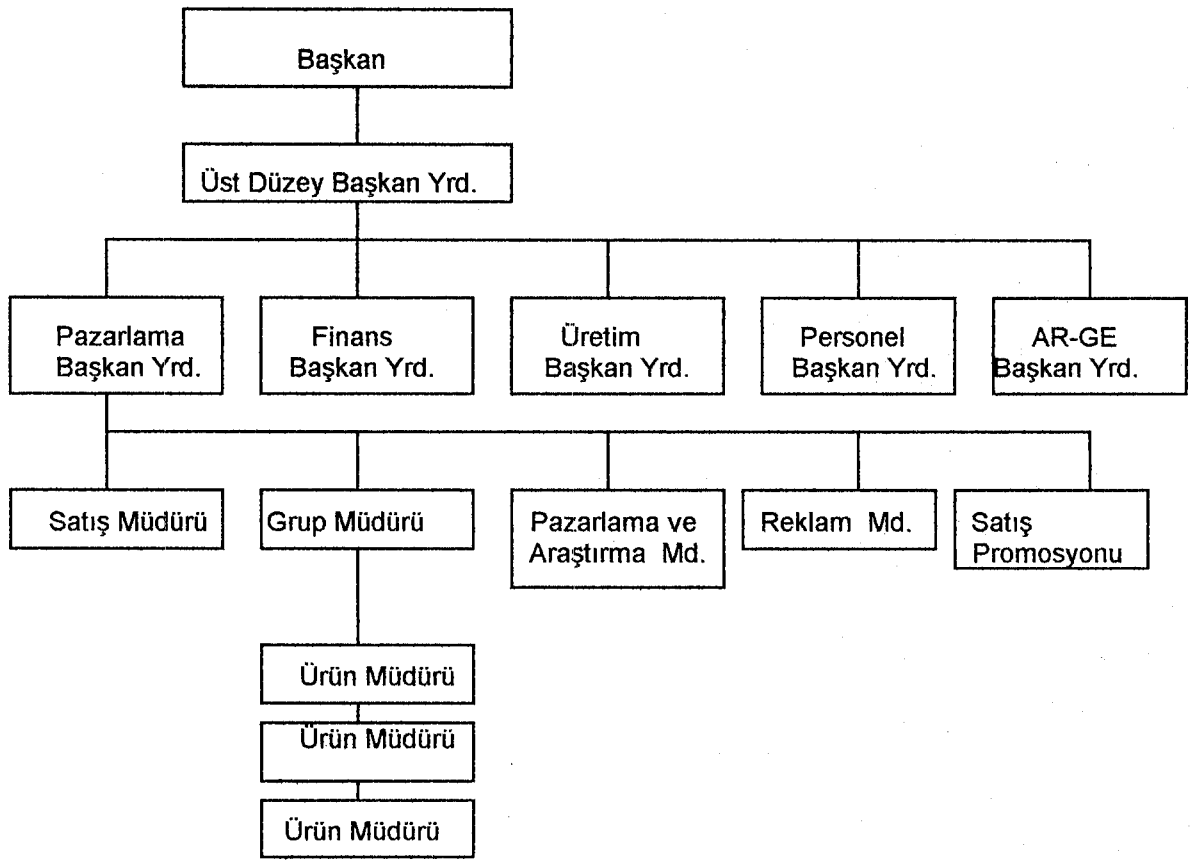 Başkan
Üst Düzey Başkan Yrd.
Pazarlama
Başkan Yrd.
Finans
Başkan Yrd.
Üretim
Başkan Yrd.
Personel
Başkan Yrd.
AR-GE
Başkan Yrd.
Satış Müdürü
Grup Müdürü
Pazarlama ve
Araştırma Md.
Reklam Md.
Satış
Promosyonu
Ürün Müdürü
Ürün Müdürü
Ürün Müdürü